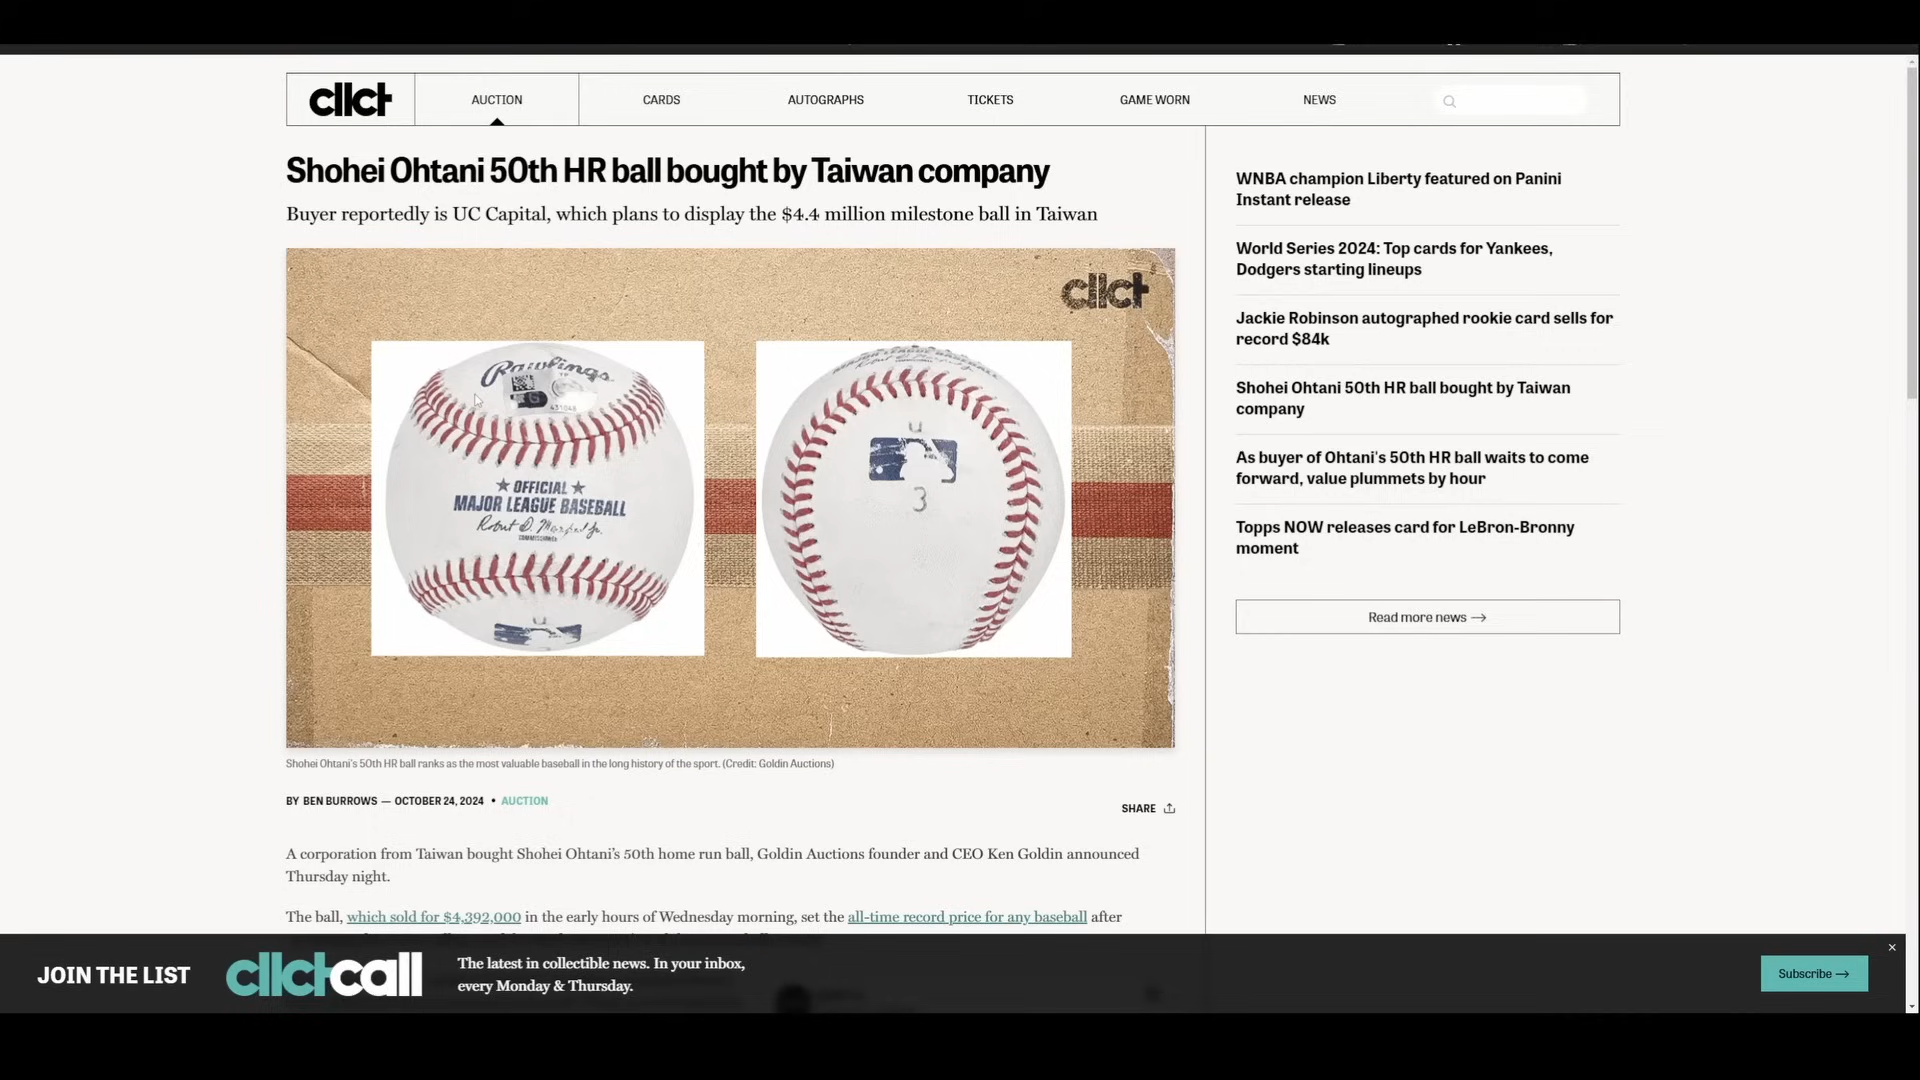 cllct
AUCTION
CARDS
AUTOGRAPHS
TICKETS
GAME WORN
NEWS
Shohei Ohtani 50th HR ball bought by Taiwan company
Buyer reportedly is UC Capital, which plans to display the $4.4 million milestone ball in Taiwan
cllct
Rawlings
★ OFFICIAL ★
MAJOR LEAGUE BASEBALL
Robert D. Manfred Jr.
COMMISSIONER
MAJOR LEAGUE BASEBALL
3
Shohei Ohtani's 50th HR ball ranks as the most valuable baseball in the long history of the sport. (Credit: Goldin Auctions)
BY BEN BURROWS — OCTOBER 24, 2024 • AUCTION
SHARE
A corporation from Taiwan bought Shohei Ohtani's 50th home run ball, Goldin Auctions founder and CEO Ken Goldin announced
Thursday night.
The ball, which sold for $4,392,000 in the early hours of Wednesday morning, set the all-time record price for any baseball after
WNBA champion Liberty featured on Panini
Instant release
World Series 2024: Top cards for Yankees,
Dodgers starting lineups
Jackie Robinson autographed rookie card sells for
record $84k
Shohei Ohtani 50th HR ball bought by Taiwan
company
As buyer of Ohtani's 50th HR ball waits to come
forward, value plummets by hour
Topps NOW releases card for LeBron-Bronny
moment
Read more news →
JOIN THE LIST
cllctcall
The latest in collectible news. In your inbox,
every Monday & Thursday.
Subscribe →
×